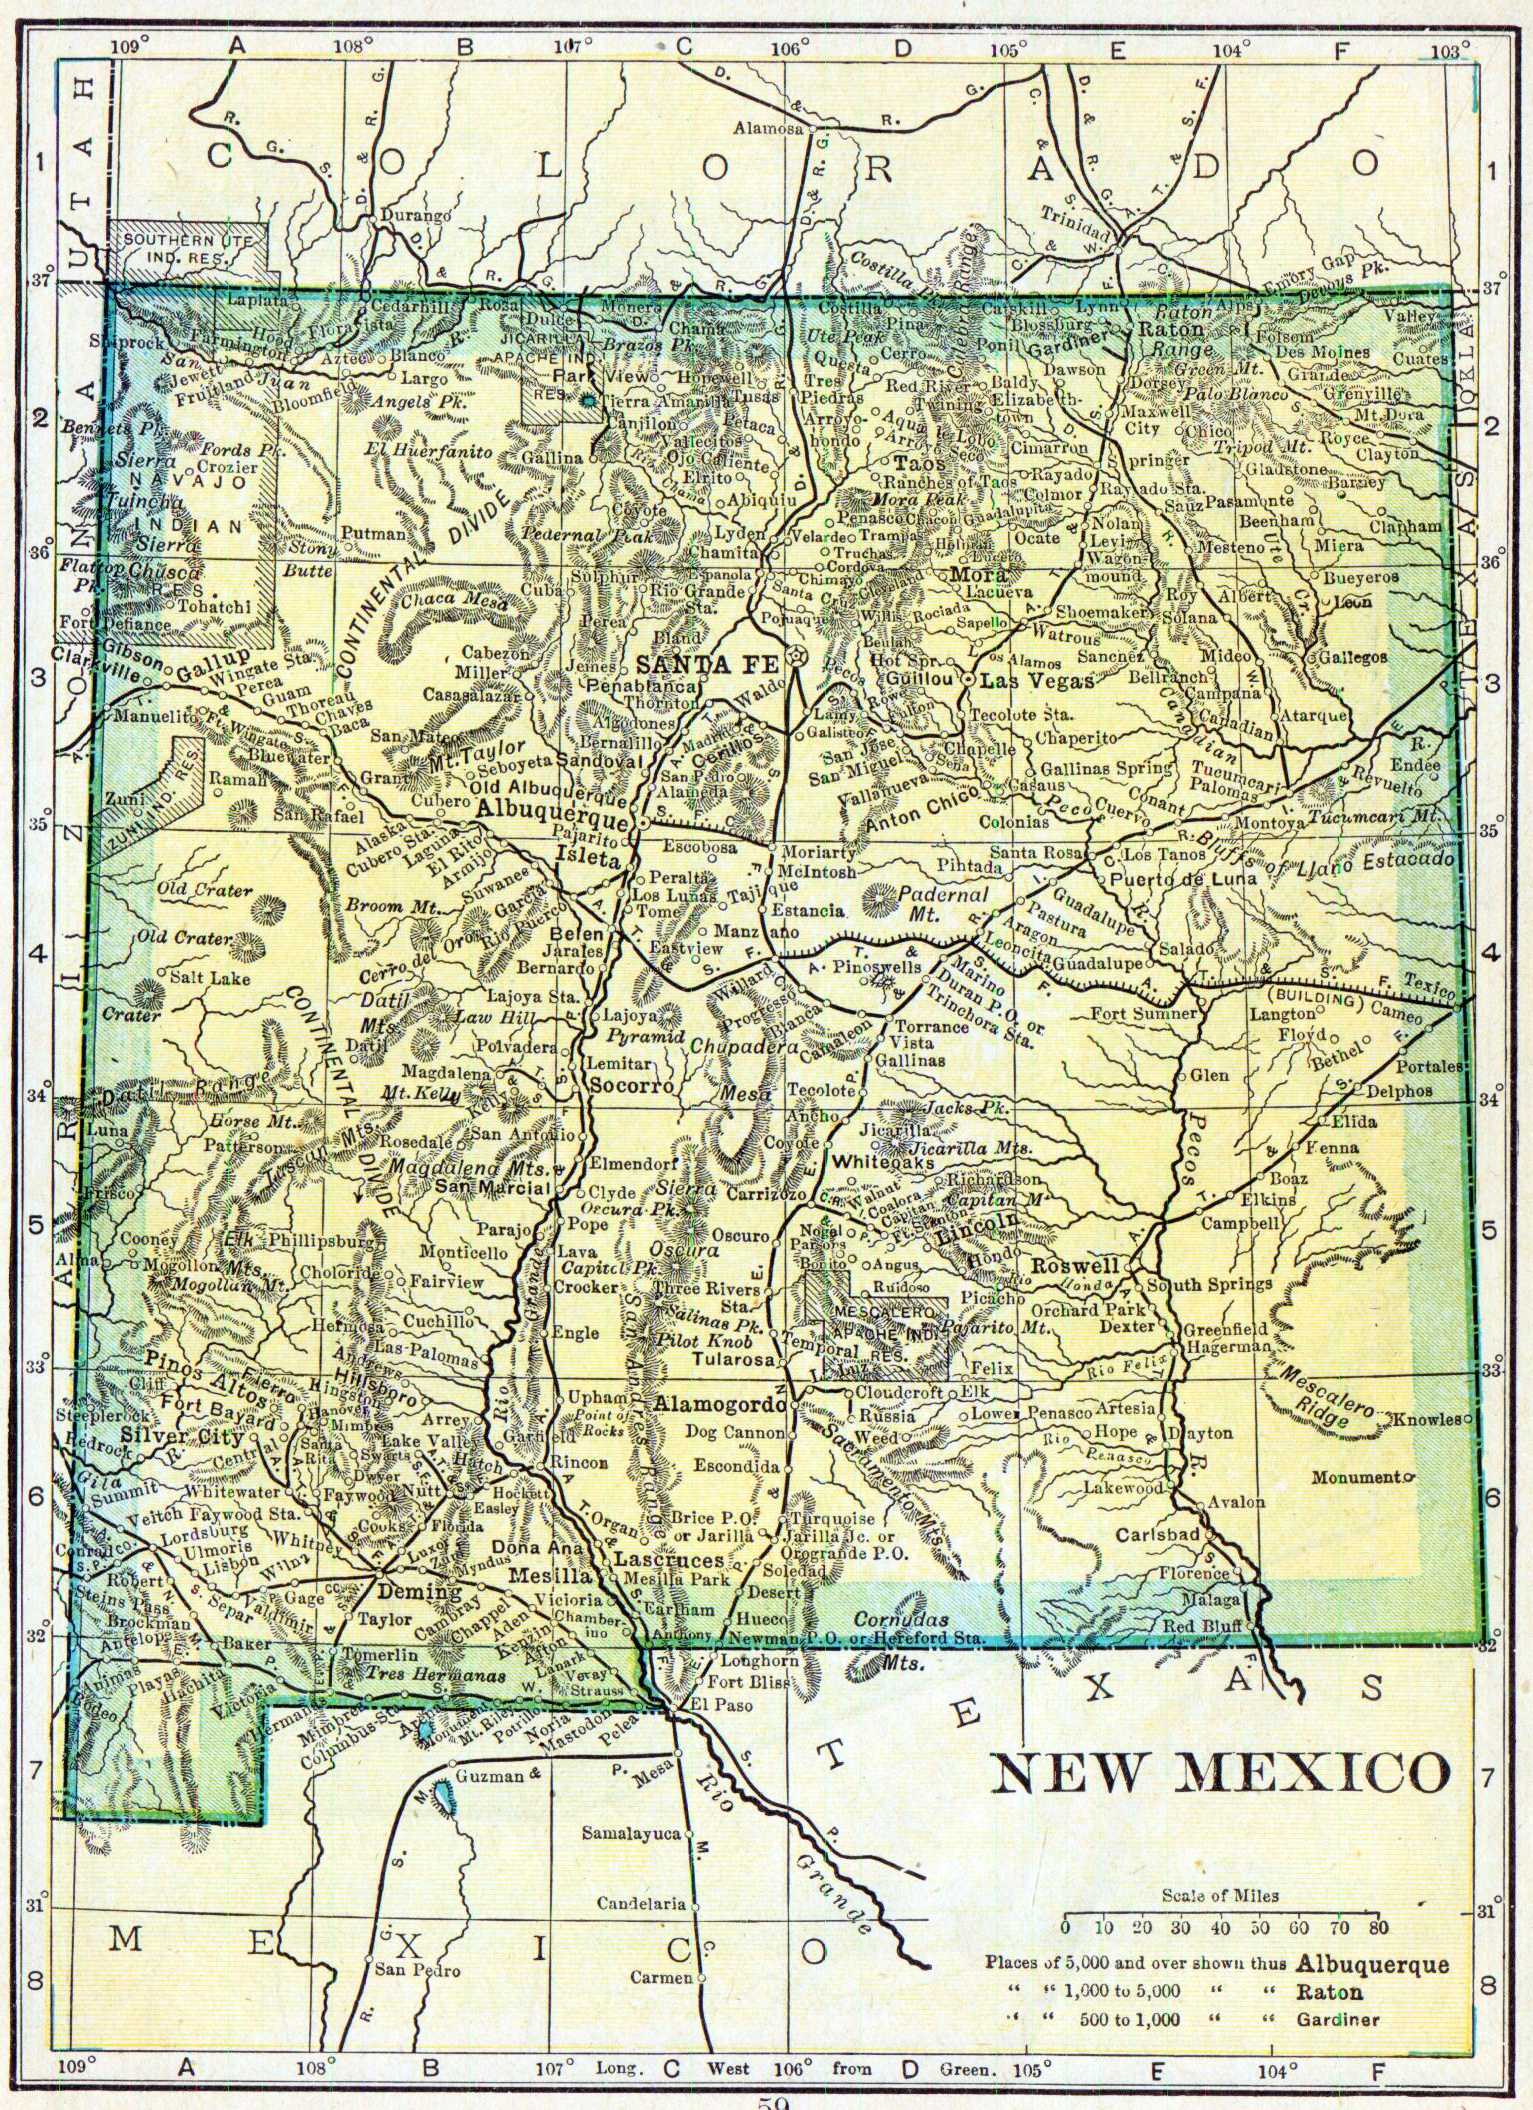 109° A 108° B 107° C 106° D 105° E 104° F 103°
UTAH
COLORADO
Alamosa
D. & R. G.
R. G. S.
Durango
Trinidad
C. & S.
A. T. & S. F.
SOUTHERN UTE
IND. RES.
37°
Costilla Pk.
Culebra Range
Emory Gap
Devoys Pk.
Laplata
Cedarhill
Rosa
Dulce
Monero
Chama
Costilla
Pina
Catskill
Lynn
Alps
Valley
Shiprock
Farmington
Hood
Flora Vista
Aztec
Blanco
JICARILLA
APACHE IND.
RES.
Brazos Pk.
Ute Peak
Cerro
Blossburg
Ponil
Gardiner
Raton
Raton
Range
Folsom
Des Moines
Cuates
San Juan
Jewett
Fruitland
Bloomfield
Largo
Angels Pk.
Park View
Tierra Amarilla
Hopewell
Tusas
Questa
Tres
Piedras
Red River
Baldy
Elizabeth-
town
Dawson
Dorsey
Green Mt.
Grande
Grenville
Palo Blanco
Mt. Dora
Bennets Pk.
Fords Pk.
El Huerfanito
Gallina
Canjilon
Vallecitos
Petaca
Arroyo-
hondo
Twining
Arroyo Seco
Maxwell
City
Chico
Tripod Mt.
Royce
Clayton
Cimarron
Sierra
Tuincha
Crozier
NAVAJO
INDIAN
RES.
Ojo Caliente
Elrito
Abiquiu
Taos
Ranches of Taos
Mora Peak
Rayado
Springer
Gladstone
Barney
Colmor
Rayado Sta.
Sauz
Pasamonte
Beenham
Clapham
Putman
CONTINENTAL DIVIDE
Coyote
Pedernal Peak
Lyden
Chamita
Velarde
Penasco
Chacon
Guadalupita
Trampas
Truchas
Cordova
Chimayo
Ocate
Nolan
Levi
Wagon-
mound
Mesteno
Miera
36°
Sierra
Chusca
Stony
Butte
Flattop
Pk.
Tohatchi
Fort Defiance
Chaca Mesa
Sulphur
Cuba
Espanola
Rio Grande
Sta.
Santa Cruz
Cleveland
Mora
Lacueva
Bueyeros
Albert
Leon
Roy
Perea
Bland
Pojuaque
Willis
Rociada
Sapello
Shoemaker
Solana
Ute Cr.
Gibson
Clarkville
Gallup
Wingate Sta.
Perea
Guam
Thoreau
Chaves
Baca
Cabezon
Miller
Casasalazar
Jemes
SANTA FE
Penablanca
Thornton
Waldo
Beulah
Hot Spr.
Pecos
Guillou
Las Vegas
Los Alamos
Watrous
Sanchez
Mideo
Gallegos
Bellranch
Campana
Manuelito
Ft. Wingate
Bluewater
San Mateo
Mt. Taylor
Algodones
Bernalillo
Madrid
Cerillos
Lamy
Galisteo
Rowe
Fulton
Tecolote Sta.
Chaperito
Canadian
Atarque
Seboyeta
Sandoval
San Pedro
Alameda
San Jose
San Miguel
Sena
Chapelle
Gallinas Spring
Tucumcari
Palomas
Revuelto
Endee
Zuni
ZUNI IND. RES.
Ramah
Grant
San Rafael
Cubero
Old Albuquerque
Albuquerque
Vallanueva
Anton Chico
Casaus
Colonias
Pecos
Cuervo
Conant
Montoya
Tucumcari Mt.
35°
Alaska
Cubero Sta.
Laguna
El Rito
Armijo
Pajarito
Isleta
Escobosa
Moriarty
McIntosh
Pintada
Santa Rosa
Los Tanos
Puerto de Luna
Bluffs of Llano Estacado
Old Crater
Broom Mt.
Suwanee
Garcia
Rio Puerco
Peralta
Los Lunas
Tome
Tajique
Estancia
Padernal
Mt.
Guadalupe
Pastura
Aragon
Leoncita
Old Crater
Belen
Jarales
Bernardo
Manzano
Eastview
Guadalupe
Salado
Cerro del Oro
Salt Lake
Crater
Datil
Mts.
Lajoya Sta.
Law Hill
Lajoya
Willard
Progresso
Bianca
Pinoswells
Marino
Duran P.O. or
Trinchora Sta.
Fort Sumner
(BUILDING)
Texico
Langton
Cameo
Floyd
Bethel
Portales
Datil
Polvadera
Pyramid
Lemitar
Chupadera
Mesa
Camaleon
Torrance
Vista
Gallinas
Magdalena
Mt. Kelly
Kelly
Socorro
Tecolote
Glen
Delphos
34°
Datil Range
Horse Mt.
Luna
Patterson
Tuscan Mts.
Rosedale
San Antonio
Ancho
Jacks Pk.
Jicarilla
Coyote
Jicarilla Mts.
Elida
Kenna
Magdalena Mts.
Elmendorf
San Marcial
Clyde
Whiteoaks
Carrizozo
Walnut
Coalora
Capitan
Richardson
Capitan M
Boaz
Elkins
Pecos
Frisco
Sierra
Oscura Pk.
Ft. Stanton
Lincoln
Campbell
Cooney
Elk
Phillipsburg
Parajo
Pope
Oscuro
Nogal
Parsons
Bonito
Angus
Hondo
Roswell
Alma
Mogollon Mts.
Mogollan Mt.
Monticello
Lava
Capitol Pk.
Oscura
Ruidoso
Rio Honda
South Springs
Choloride
Fairview
Crocker
Three Rivers
Sta.
Picacho
Orchard Park
Hermosa
Cuchillo
Engle
San Andres Range
Salinas Pk.
Pilot Knob
MESCALERO
APACHE IND.
RES.
Pajarito Mt.
Dexter
Greenfield
Hagerman
Las Palomas
Temporal
Tularosa
Felix
Rio Felix
33°
Pinos Altos
Fierro
Andrews
Hillsboro
Kingston
Cliff
Fort Bayard
Hanover
Upham
Alamogordo
La Luz
Cloudcroft
Elk
Mescalero
Ridge
Knowles
Steeplerock
Silver City
Mimbres
Arrey
Point of
Rocks
Russia
Weed
Lower Penasco
Artesia
Hope
Dayton
Redrock
Central
Santa
Rita
Swarts
Lake Valley
Garfield
Dog Cannon
Rio Penasco
Gila
Summit
Whitewater
Dwyer
Faywood
Nutt
Hatch
Rincon
Escondida
Sacramento Mts.
Lakewood
Monument
Veitch
Faywood Sta.
Hockett
Easley
Cooks
Florida
Brice P.O.
or Jarilla
Turquoise
Jarilla Jc. or
Orogrande P.O.
Avalon
Carlsbad
Lordsburg
Ulmoris
Lisbon
Wilna
Whitney
Luxor
Zuni
Myndus
Organ
Dona Ana
Lascruces
Mesilla
Mesilla Park
Soledad
Desert
Florence
Conradico.
Robert
Steins Pass
Separ
Gage
Deming
Victorio
Malaga
Red Bluff
Brockman
Antelope
Valdimir
Taylor
Cambray
Chappel
Aden
Kenzin
Afton
Chamber-
ino
Earlham
Anthony
Hueco
Newman P.O. or Hereford Sta.
Cornudas
Mts.
32°
Baker
Tomerlin
Tres Hermanas
Lanark
Veray
Strauss
Longhorn
Fort Bliss
El Paso
Animas
Playas
Hachita
Victoria
Rodeo
Hermanas
Mimbres
Columbus-Sta.
Arena
Monument
Mt. Riley
Potrillo
Noria
Mastodon
Pelea
ARIZONA
OKLA.
TEXAS
Guzman
Mesa
Rio Grande
Samalayuca
Candelaria
San Pedro
Carmen
MEXICO
NEW MEXICO
Scale of Miles
0 10 20 30 40 50 60 70 80
Places of 5,000 and over shown thus Albuquerque
“ “ 1,000 to 5,000 “ “ Raton
“ “ 500 to 1,000 “ “ Gardiner
31°
109° A 108° B 107° Long. C West 106° from D Green. 105° E 104° F
59